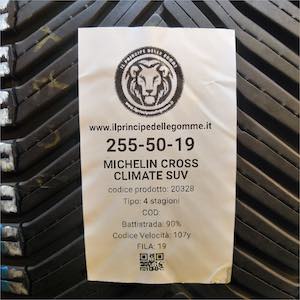 IL PRINCIPE DELLE GOMME
www.ilprincipedellegomme.it
255-50-19
MICHELIN CROSS
CLIMATE SUV
codice prodotto: 20328
Tipo: 4 stagioni
COD:
Battistrada: 90%
Codice Velocità: 107y
FILA: 19